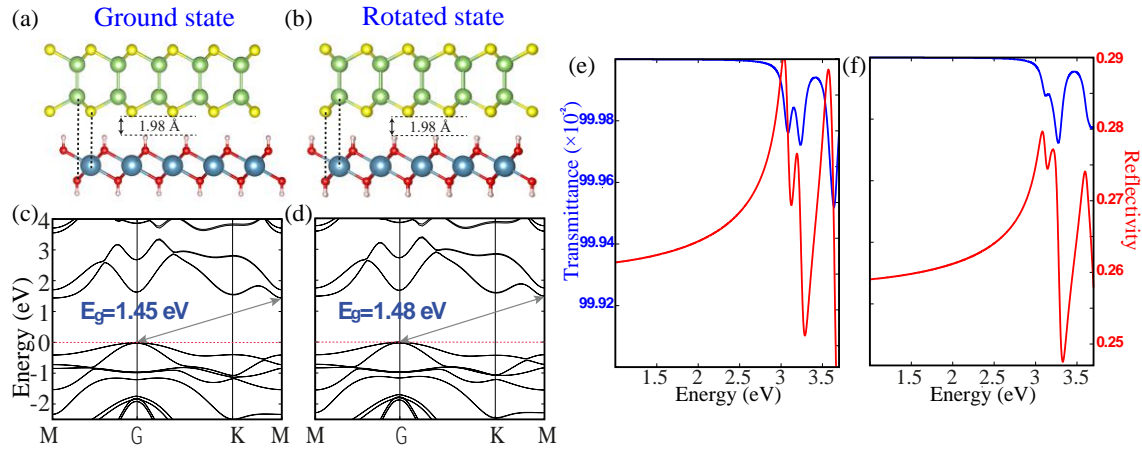 (a) Ground state
(b) Rotated state
1.98 Å
1.98 Å
(c)
(d)
Energy (eV)
4
3
2
1
0
-1
-2
Eg=1.45 eV
Eg=1.48 eV
M G K M
M G K M
(e)
(f)
Transmittance (×10⁻²)
99.98
99.96
99.94
99.92
1.5 2 2.5 3 3.5
Energy (eV)
1.5 2 2.5 3 3.5
Energy (eV)
0.29
0.28
0.27
0.26
0.25
Reflectivity